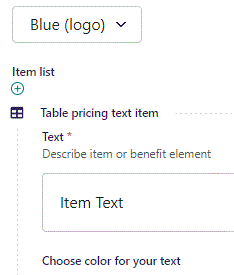 Blue (logo)
Item list
Table pricing text item
Text *
Describe item or benefit element
Item Text
Choose color for your text